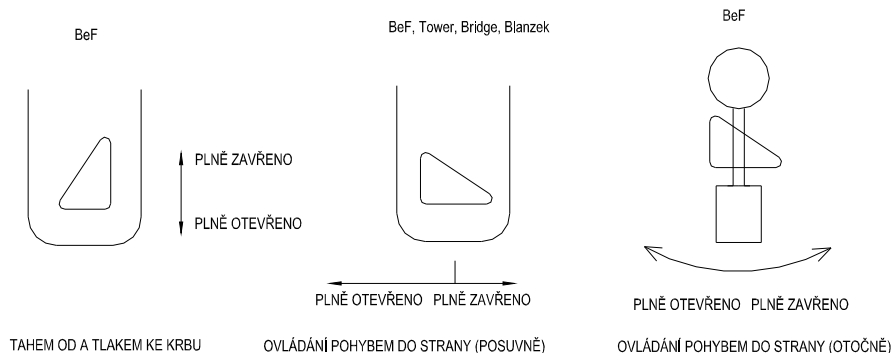 BeF
PLNĚ ZAVŘENO
PLNĚ OTEVŘENO
TAHEM OD A TLAKEM KE KRBU
BeF, Tower, Bridge, Blanzek
PLNĚ OTEVŘENO PLNĚ ZAVŘENO
OVLÁDÁNÍ POHYBEM DO STRANY (POSUVNĚ)
BeF
PLNĚ OTEVŘENO PLNĚ ZAVŘENO
OVLÁDÁNÍ POHYBEM DO STRANY (OTOČNĚ)